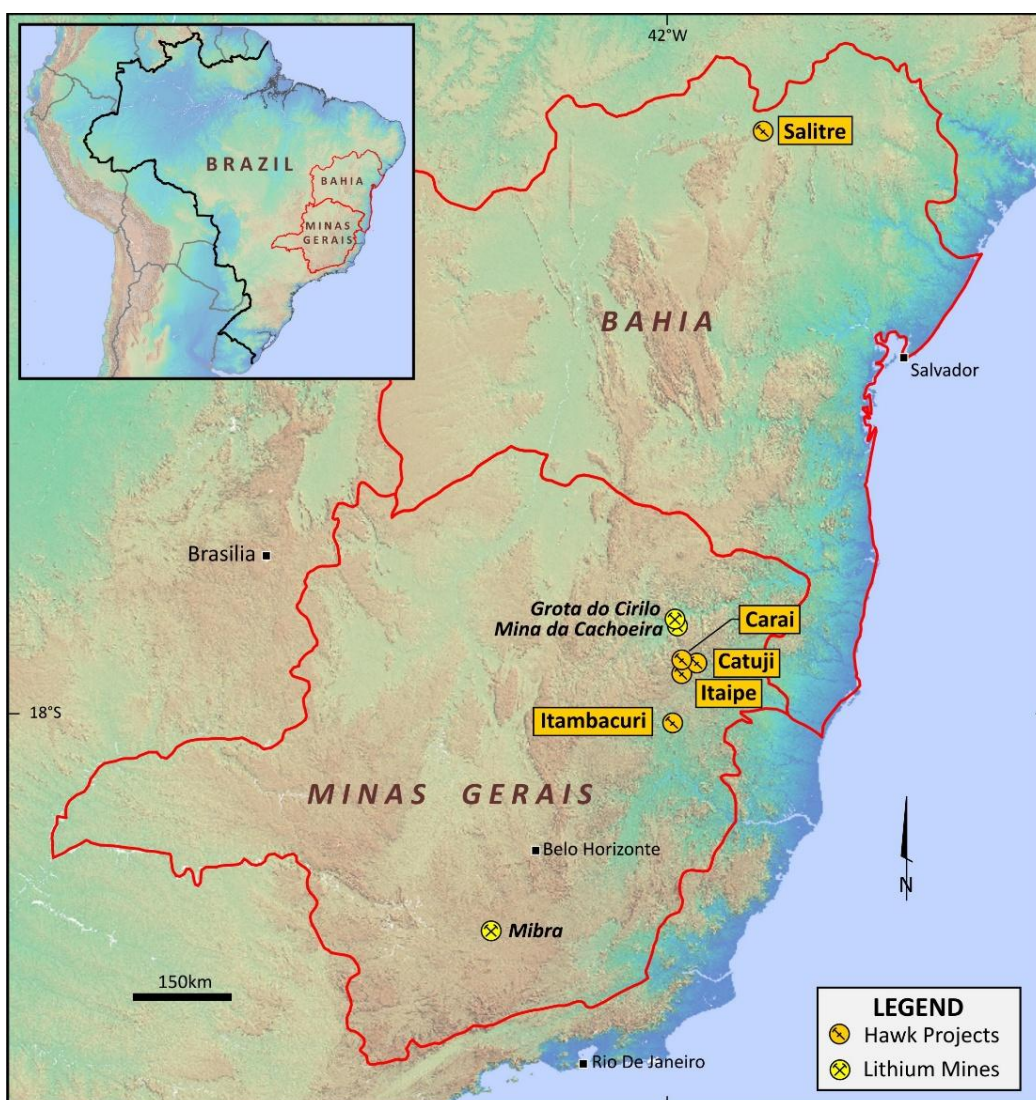 42°W
BRAZIL
BAHIA
MINAS
GERAIS
Salitre
BAHIA
Salvador
Brasilia
Grota do Cirilo
Mina da Cachoeira
Carai
Catuji
Itaipe
18°S
Itambacuri
MINAS GERAIS
Belo Horizonte
N
Mibra
150km
LEGEND
Hawk Projects
Lithium Mines
Rio De Janeiro